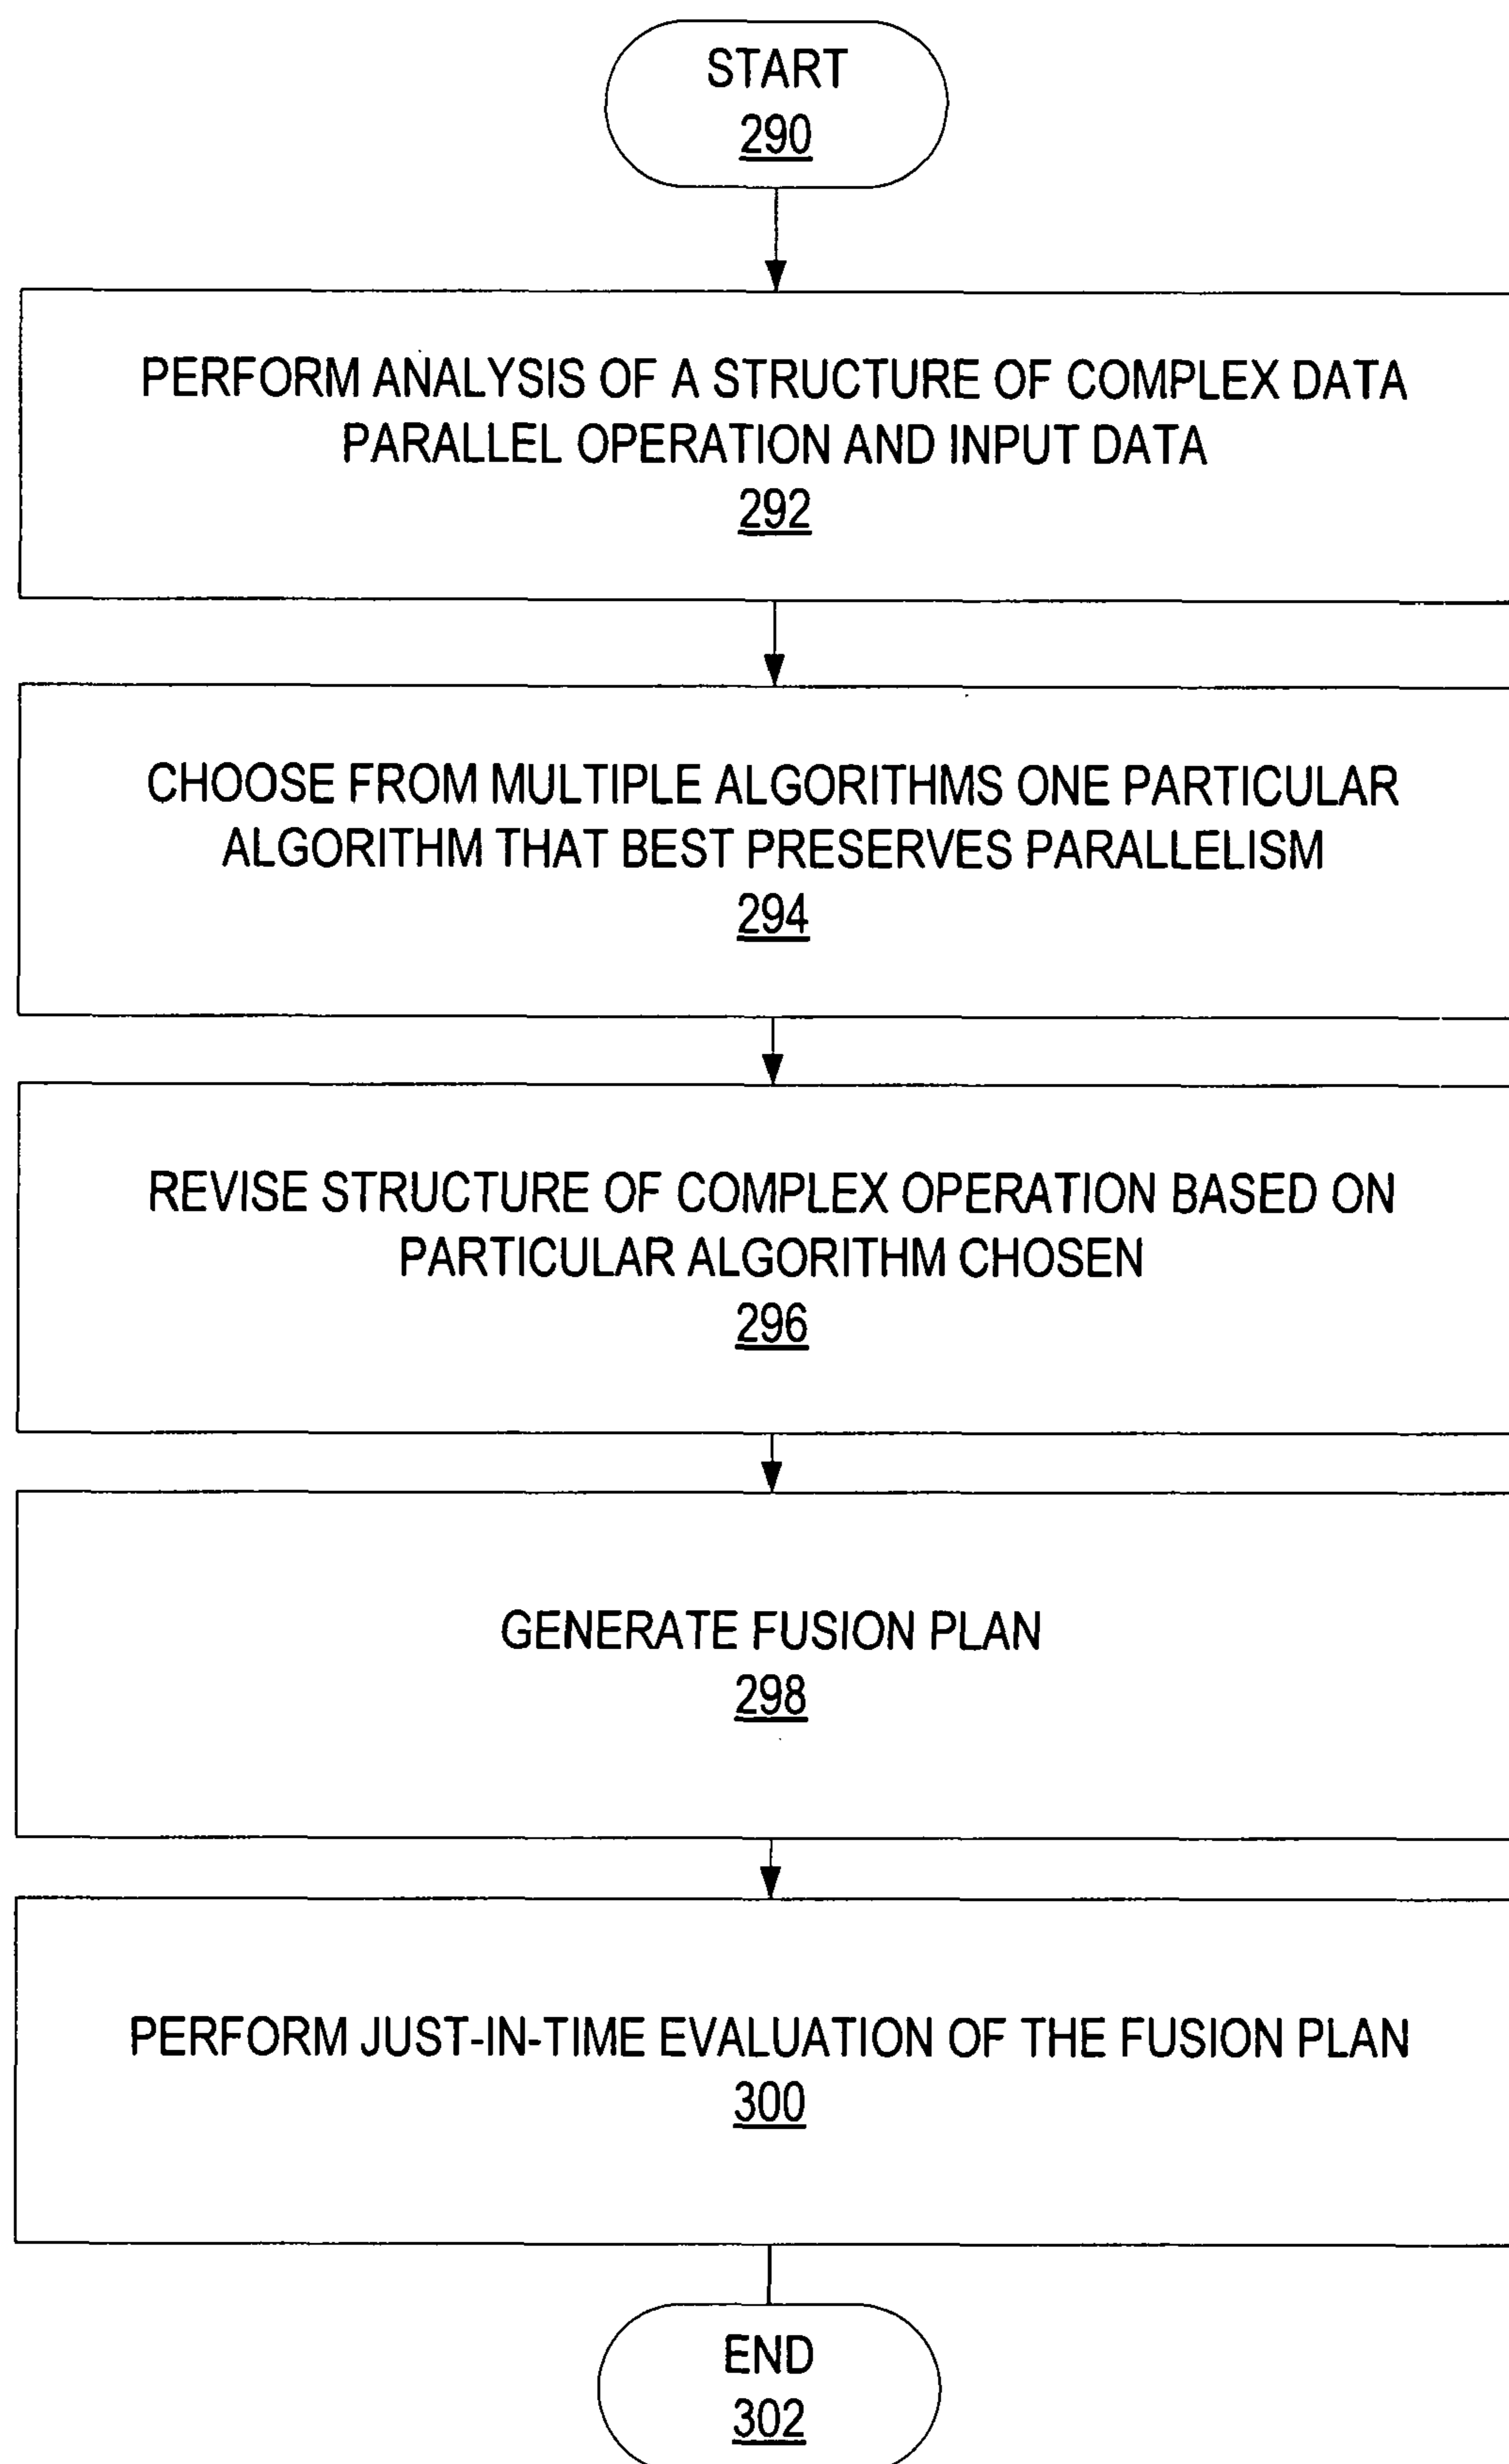 START
290
PERFORM ANALYSIS OF A STRUCTURE OF COMPLEX DATA
PARALLEL OPERATION AND INPUT DATA
292
CHOOSE FROM MULTIPLE ALGORITHMS ONE PARTICULAR
ALGORITHM THAT BEST PRESERVES PARALLELISM
294
REVISE STRUCTURE OF COMPLEX OPERATION BASED ON
PARTICULAR ALGORITHM CHOSEN
296
GENERATE FUSION PLAN
298
PERFORM JUST-IN-TIME EVALUATION OF THE FUSION PLAN
300
END
302